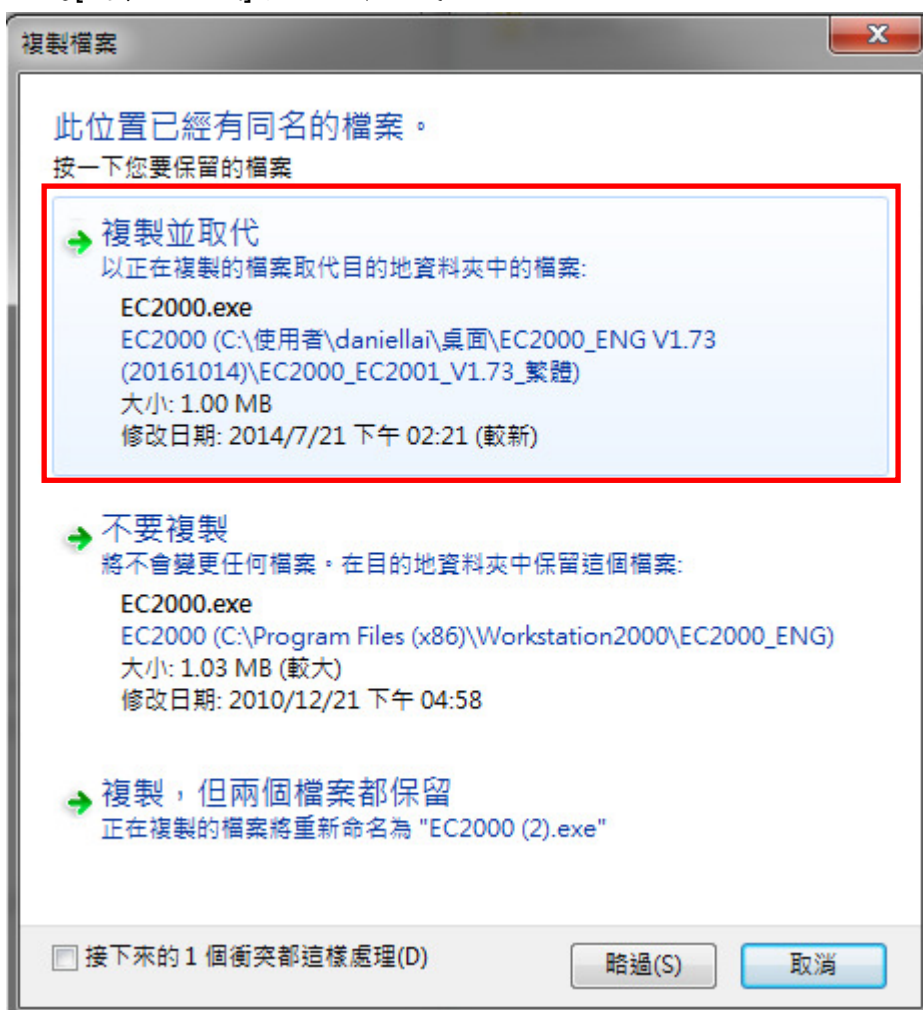 複製檔案
此位置已經有同名的檔案。
按一下您要保留的檔案
複製並取代
以正在複製的檔案取代目的地資料夾中的檔案:
EC2000.exe
EC2000 (C:\使用者\daniellai\桌面\EC2000_ENG V1.73
(20161014)\EC2000_EC2001_V1.73_繁體)
大小: 1.00 MB
修改日期: 2014/7/21 下午 02:21 (較新)
不要複製
將不會變更任何檔案。在目的地資料夾中保留這個檔案:
EC2000.exe
EC2000 (C:\Program Files (x86)\Workstation2000\EC2000_ENG)
大小: 1.03 MB (較大)
修改日期: 2010/12/21 下午 04:58
複製，但兩個檔案都保留
正在複製的檔案將重新命名為 "EC2000 (2).exe"
接下來的 1 個衝突都這樣處理(D)
略過(S)
取消